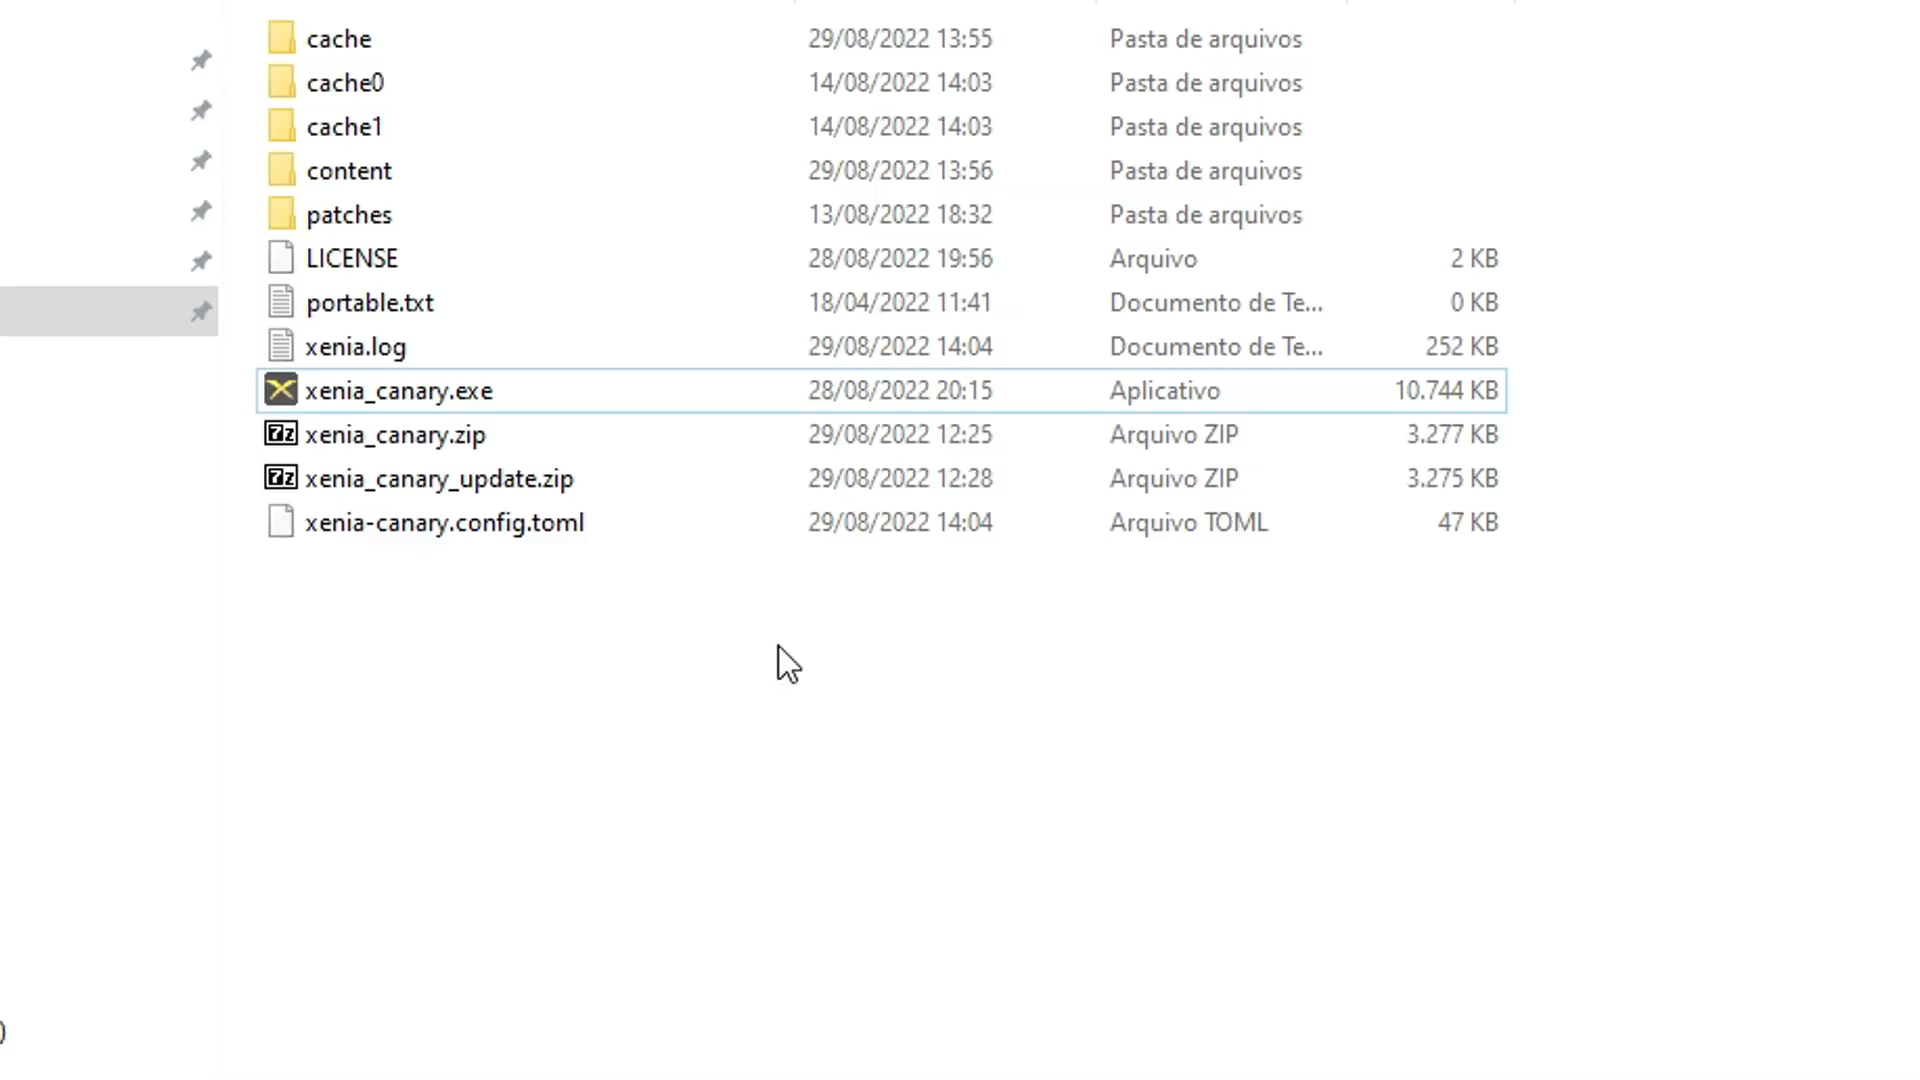 cache 29/08/2022 13:55 Pasta de arquivos
cache0 14/08/2022 14:03 Pasta de arquivos
cache1 14/08/2022 14:03 Pasta de arquivos
content 29/08/2022 13:56 Pasta de arquivos
patches 13/08/2022 18:32 Pasta de arquivos
LICENSE 28/08/2022 19:56 Arquivo 2 KB
portable.txt 18/04/2022 11:41 Documento de Te... 0 KB
xenia.log 29/08/2022 14:04 Documento de Te... 252 KB
xenia_canary.exe 28/08/2022 20:15 Aplicativo 10.744 KB
xenia_canary.zip 29/08/2022 12:25 Arquivo ZIP 3.277 KB
xenia_canary_update.zip 29/08/2022 12:28 Arquivo ZIP 3.275 KB
xenia-canary.config.toml 29/08/2022 14:04 Arquivo TOML 47 KB
)